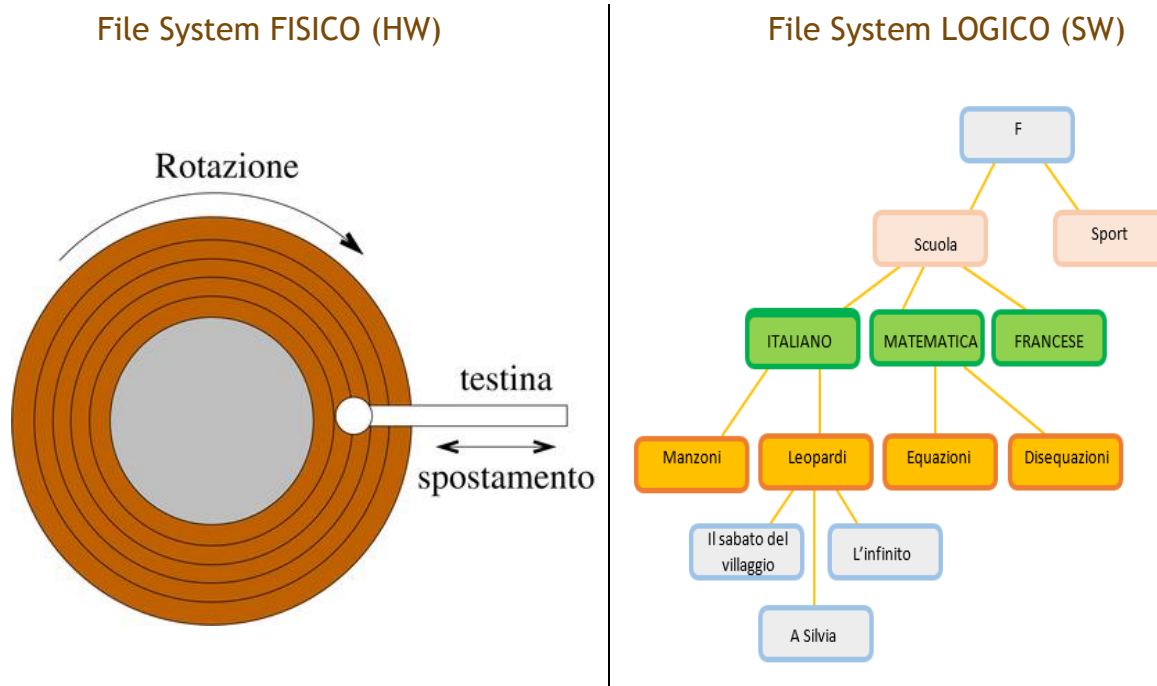 File System FISICO (HW)
Rotazione
testina
spostamento
File System LOGICO (SW)
F
Scuola
Sport
ITALIANO
MATEMATICA
FRANCESE
Manzoni
Leopardi
Equazioni
Disequazioni
Il sabato del
villaggio
L'infinito
A Silvia